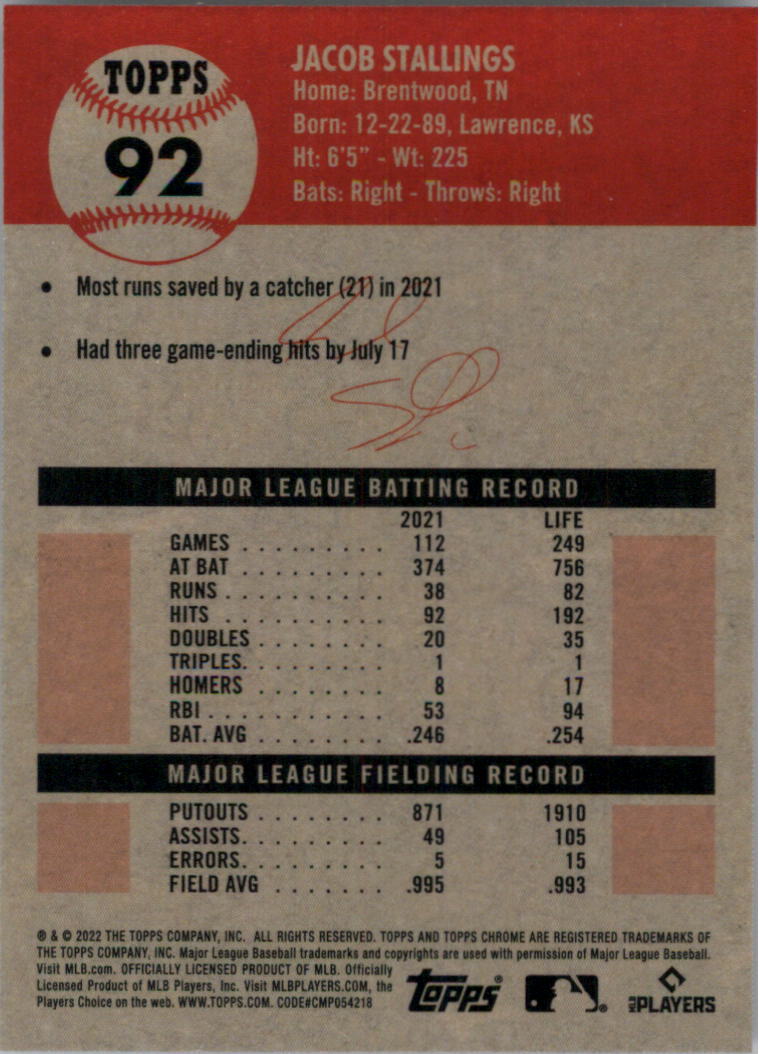 TOPPS
92
JACOB STALLINGS
Home: Brentwood, TN
Born: 12-22-89, Lawrence, KS
Ht: 6'5" - Wt: 225
Bats: Right - Throws: Right
• Most runs saved by a catcher (21) in 2021
• Had three game-ending hits by July 17
MAJOR LEAGUE BATTING RECORD
2021 LIFE
GAMES . . . . . . . . . 112 249
AT BAT . . . . . . . . . 374 756
RUNS . . . . . . . . . . 38 82
HITS . . . . . . . . . . 92 192
DOUBLES . . . . . . . . 20 35
TRIPLES. . . . . . . . . 1 1
HOMERS . . . . . . . . 8 17
RBI . . . . . . . . . . . 53 94
BAT. AVG . . . . . . . . .246 .254
MAJOR LEAGUE FIELDING RECORD
PUTOUTS . . . . . . . . 871 1910
ASSISTS. . . . . . . . . 49 105
ERRORS. . . . . . . . . 5 15
FIELD AVG . . . . . . . .995 .993
® & © 2022 THE TOPPS COMPANY, INC. ALL RIGHTS RESERVED. TOPPS AND TOPPS CHROME ARE REGISTERED TRADEMARKS OF
THE TOPPS COMPANY, INC. Major League Baseball trademarks and copyrights are used with permission of Major League Baseball.
Visit MLB.com. OFFICIALLY LICENSED PRODUCT OF MLB. Officially
Licensed Product of MLB Players, Inc. Visit MLBPLAYERS.COM, the
Players Choice on the web. WWW.TOPPS.COM. CODE#CMP054218
Topps®
MLB PLAYERS